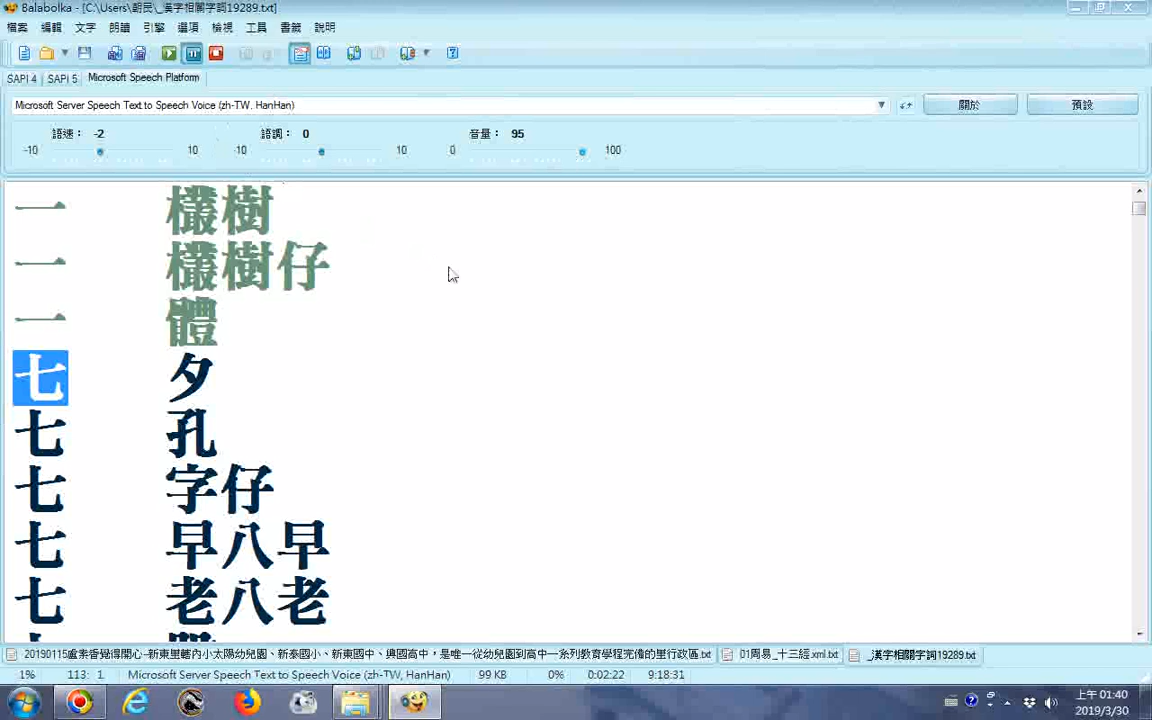 Balabolka - [C:\Users\朝民\_漢字相關字詞19289.txt]
檔案 編輯 文字 朗讀 引擎 選項 檢視 工具 書籤 說明
SAPI 4 SAPI 5 Microsoft Speech Platform
Microsoft Server Speech Text to Speech Voice (zh-TW, HanHan) 關於 預設
語速： -2 語調： 0 音量： 95
-10 10 -10 10 0 100
一 欉樹
一 欉樹仔
一 體
七 夕
七 孔
七 字仔
七 早八早
七 老八老
20190115盧素香覺得開心--新東里轄內小太陽幼兒園、新泰國小、新東國中、興國高中，是唯一從幼兒園到高中一系列教育學程完備的里行政區.txt 01周易_十三經.xml.txt _漢字相關字詞19289.txt
1% 113: 1 Microsoft Server Speech Text to Speech Voice (zh-TW, HanHan) 99 KB 0% 0:02:22 9:18:31
上午 01:40
2019/3/30